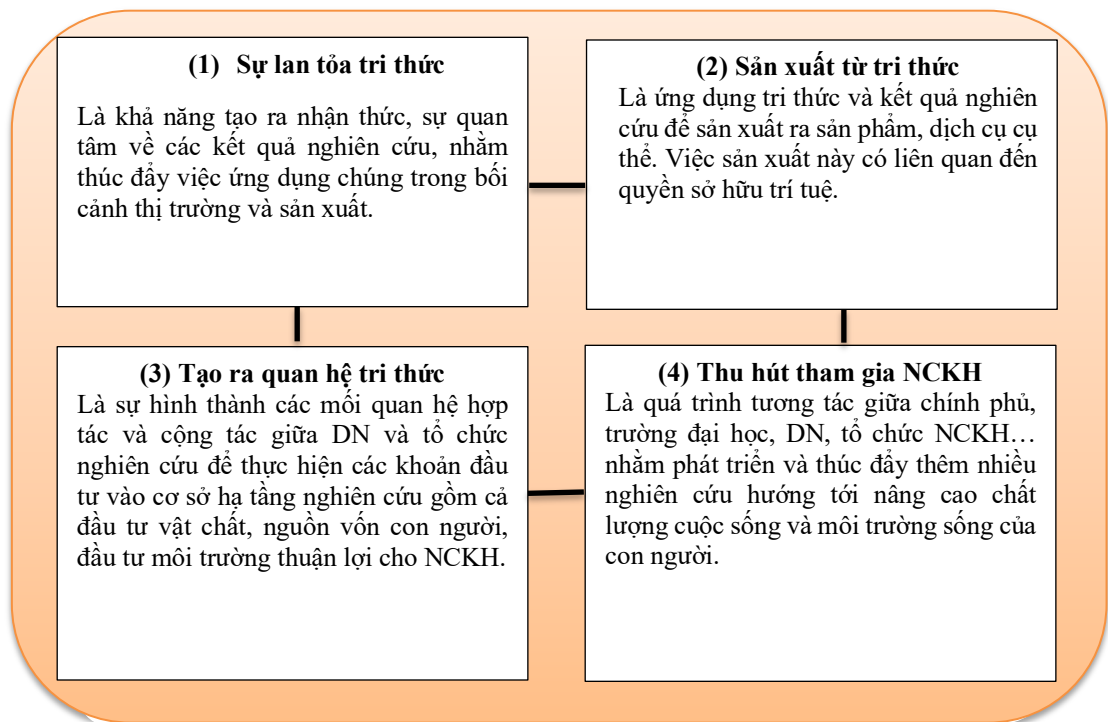 (1) Sự lan tỏa tri thức
Là khả năng tạo ra nhận thức, sự quan
tâm về các kết quả nghiên cứu, nhằm
thúc đẩy việc ứng dụng chúng trong bối
cảnh thị trường và sản xuất.
(2) Sản xuất từ tri thức
Là ứng dụng tri thức và kết quả nghiên
cứu để sản xuất ra sản phẩm, dịch cụ cụ
thể. Việc sản xuất này có liên quan đến
quyền sở hữu trí tuệ.
(3) Tạo ra quan hệ tri thức
Là sự hình thành các mối quan hệ hợp
tác và cộng tác giữa DN và tổ chức
nghiên cứu để thực hiện các khoản đầu
tư vào cơ sở hạ tầng nghiên cứu gồm cả
đầu tư vật chất, nguồn vốn con người,
đầu tư môi trường thuận lợi cho NCKH.
(4) Thu hút tham gia NCKH
Là quá trình tương tác giữa chính phủ,
trường đại học, DN, tổ chức NCKH…
nhằm phát triển và thúc đẩy thêm nhiều
nghiên cứu hướng tới nâng cao chất
lượng cuộc sống và môi trường sống của
con người.